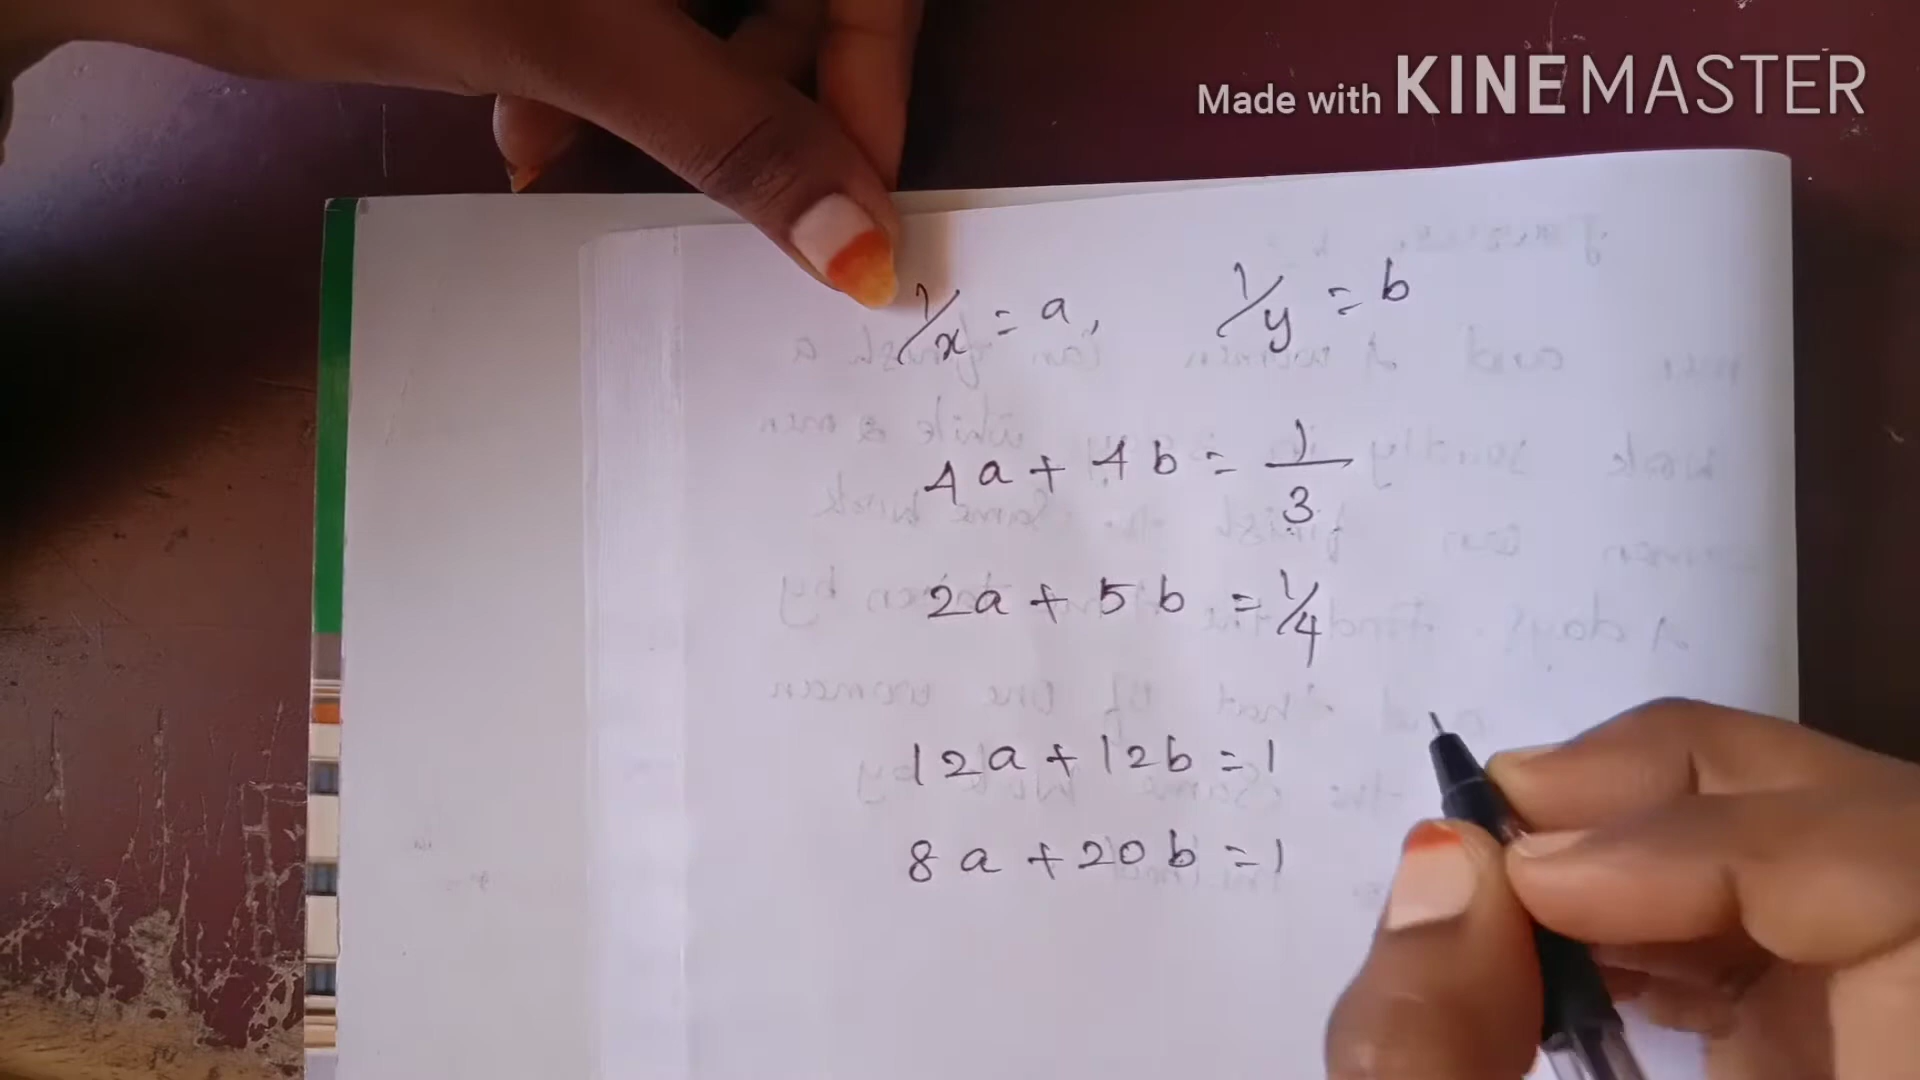 Made with KINEMASTER
1/x = a, 1/y = b
4a + 4b = 1/3
2a + 5b = 1/4
12a + 12b = 1
8a + 20b = 1